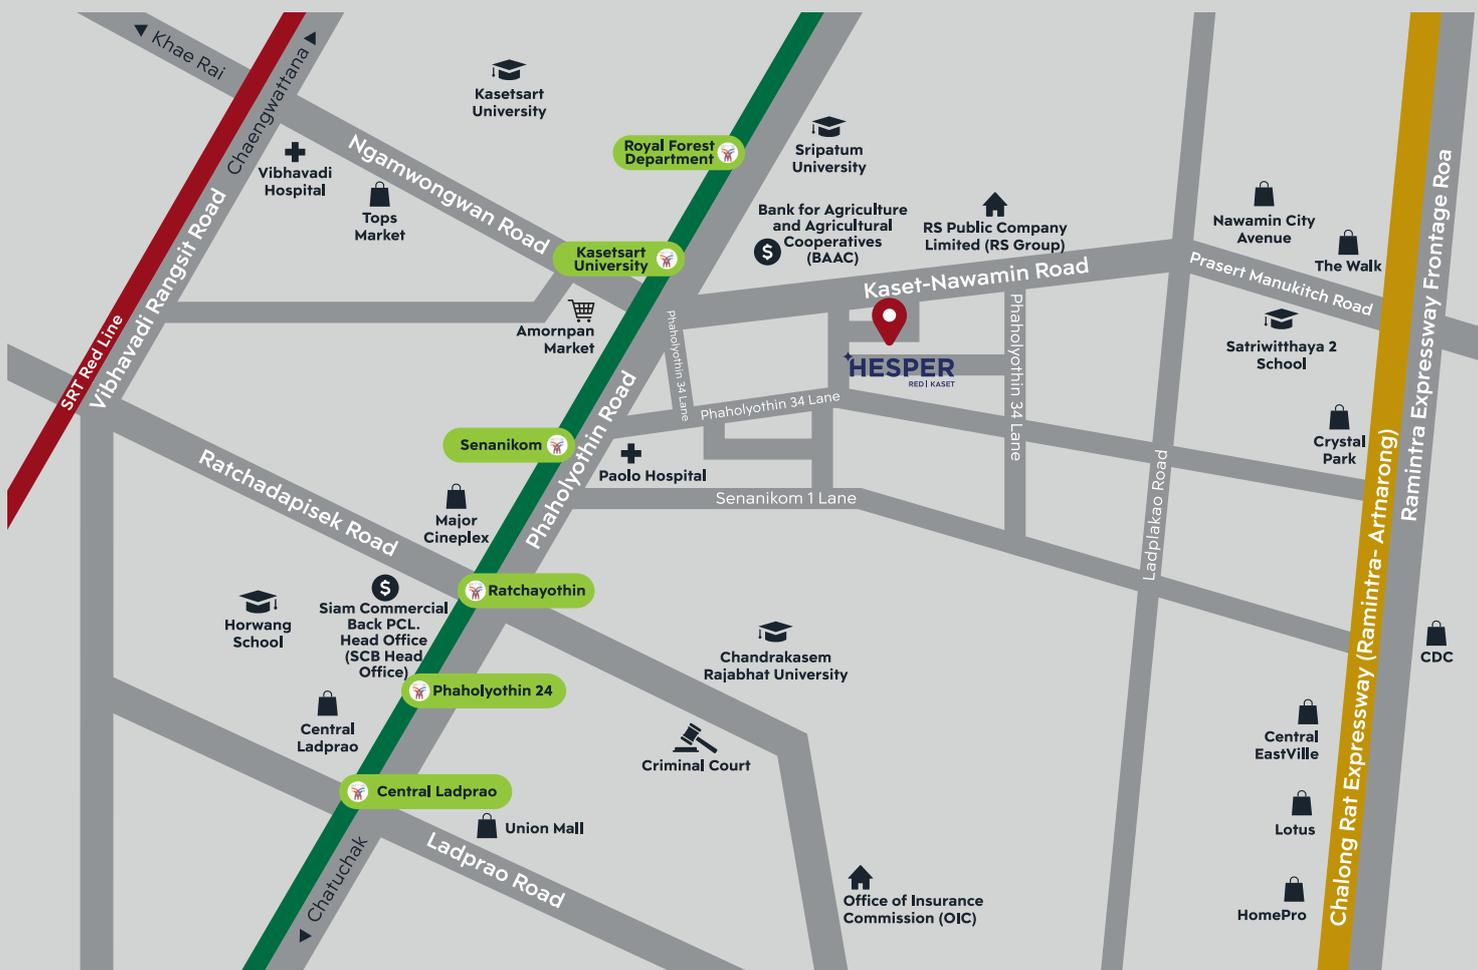 Khae Rai
Chaengwattana
Kasetsart
University
Royal Forest
Department
Sripatum
University
Vibhavadi
Hospital
Ngamwongwan Road
Tops
Market
Bank for Agriculture
and Agricultural
Cooperatives
(BAAC)
RS Public Company
Limited (RS Group)
Nawamin City
Avenue
The Walk
Kasetsart
University
Kaset-Nawamin Road
Prasert Manukitch Road
Ramintra Expressway Frontage Roa
SRT Red Line
Vibhavadi Rangsit Road
Amornpan
Market
Phaholyothin 34 Lane
HESPER
RED | KASET
Phaholyothin 34 Lane
Satriwitthaya 2
School
Phaholyothin 34 Lane
Senanikom
Phaholyothin Road
Paolo Hospital
Crystal
Park
Ratchadapisek Road
Major
Cineplex
Senanikom 1 Lane
Ladplakao Road
Chalong Rat Expressway (Ramintra- Artnarong)
Ratchayothin
Horwang
School
Siam Commercial
Back PCL.
Head Office
(SCB Head
Office)
Chandrakasem
Rajabhat University
CDC
Phaholyothin 24
Central
Ladprao
Criminal Court
Central
EastVille
Central Ladprao
Union Mall
Lotus
Ladprao Road
Chatuchak
Office of Insurance
Commission (OIC)
HomePro